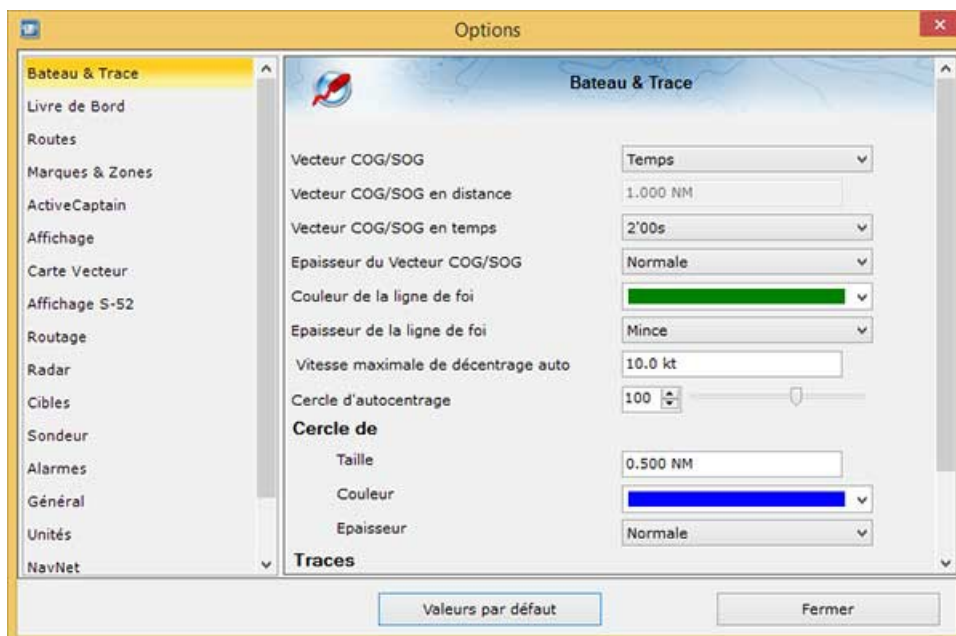 Options
Bateau & Trace
Livre de Bord
Routes
Marques & Zones
ActiveCaptain
Affichage
Carte Vecteur
Affichage S-52
Routage
Radar
Cibles
Sondeur
Alarmes
Général
Unités
NavNet
Bateau & Trace
Vecteur COG/SOG Temps
Vecteur COG/SOG en distance 1.000 NM
Vecteur COG/SOG en temps 2'00s
Epaisseur du Vecteur COG/SOG Normale
Couleur de la ligne de foi
Epaisseur de la ligne de foi Mince
Vitesse maximale de décentrage auto 10.0 kt
Cercle d'autocentrage 100
Cercle de
Taille 0.500 NM
Couleur
Epaisseur Normale
Traces
Valeurs par défaut Fermer